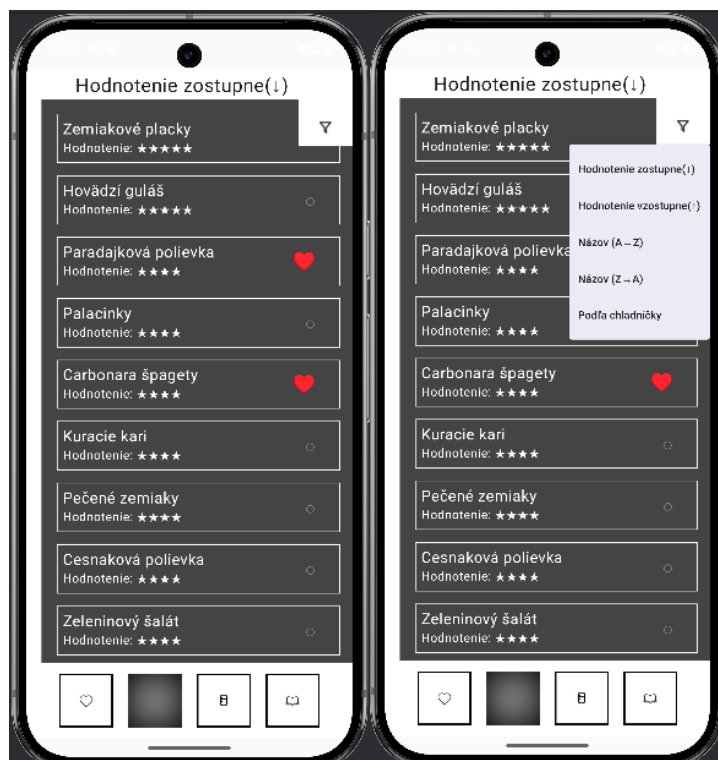 Hodnotenie zostupne(↓)
Zemiakové placky
Hodnotenie: ★★★★★
Hovädzí guláš
Hodnotenie: ★★★★★
Paradajková polievka
Hodnotenie: ★★★★
Palacinky
Hodnotenie: ★★★★
Carbonara špagety
Hodnotenie: ★★★★
Kuracie kari
Hodnotenie: ★★★★
Pečené zemiaky
Hodnotenie: ★★★★
Cesnaková polievka
Hodnotenie: ★★★★
Zeleninový šalát
Hodnotenie: ★★★★
Hodnotenie zostupne(↓)
Zemiakové placky
Hodnotenie: ★★★★★
Hovädzí guláš
Hodnotenie: ★★★★★
Paradajková polievka
Hodnotenie: ★★★★
Palacinky
Hodnotenie: ★★★★
Carbonara špagety
Hodnotenie: ★★★★
Kuracie kari
Hodnotenie: ★★★★
Pečené zemiaky
Hodnotenie: ★★★★
Cesnaková polievka
Hodnotenie: ★★★★
Zeleninový šalát
Hodnotenie: ★★★★
Hodnotenie zostupne(↓)
Hodnotenie vzostupne(↑)
Názov (A→Z)
Názov (Z→A)
Podľa chladničky